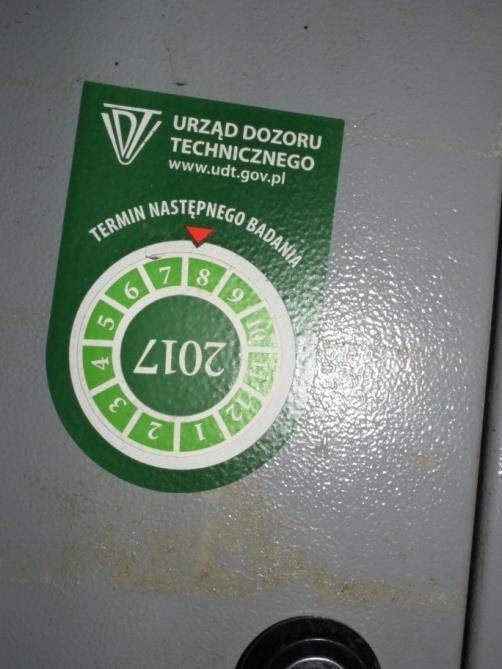 UDT
URZĄD DOZORU
TECHNICZNEGO
www.udt.gov.pl
TERMIN NASTĘPNEGO BADANIA
1 2 3 4 5 6 7 8 9 10 11 12
2017